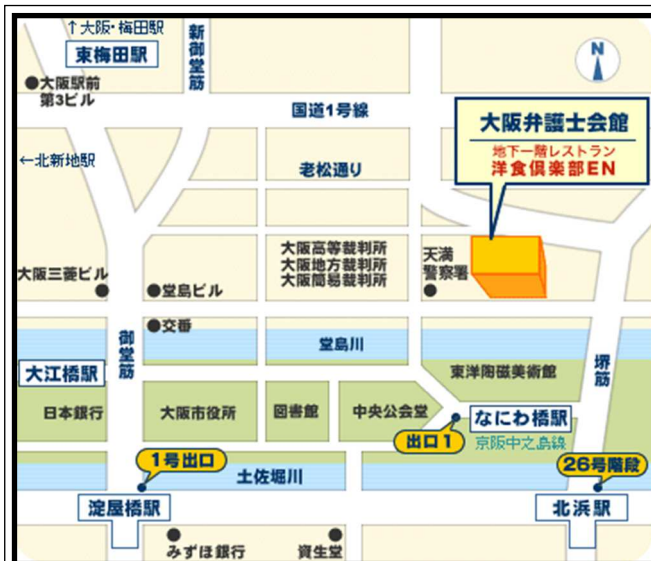 ↑大阪・梅田駅
東梅田駅
新御堂筋
N
●大阪駅前
第3ビル
国道1号線
大阪弁護士会館
地下一階レストラン
洋食倶楽部EN
←北新地駅
老松通り
大阪高等裁判所
大阪地方裁判所
大阪簡易裁判所
天満
警察署
大阪三菱ビル
堂島ビル
交番
御堂筋
堂島川
堺筋
大江橋駅
東洋陶磁美術館
日本銀行
大阪市役所
図書館
中央公会堂
なにわ橋駅
出口1
京阪中之島線
1号出口
土佐堀川
26号階段
淀屋橋駅
北浜駅
みずほ銀行
資生堂